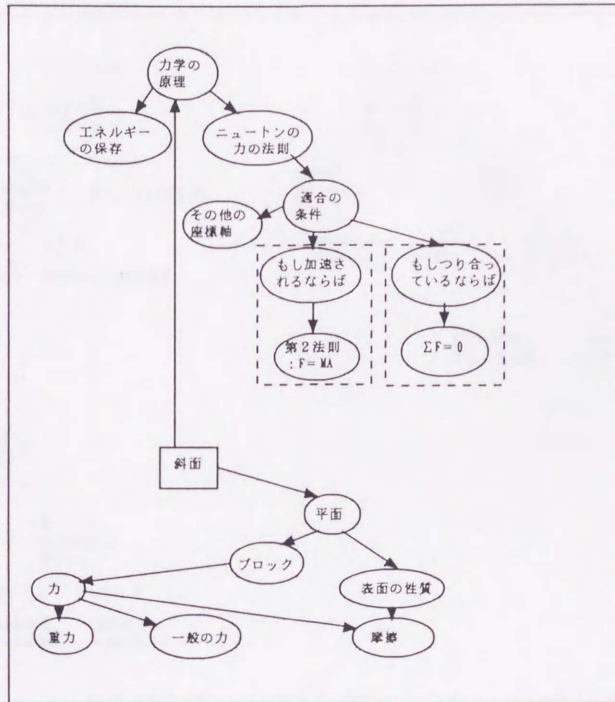 力学の
原理
エネルギー
の保存
ニュートンの
力の法則
適合の
条件
その他の
座標軸
もし加速さ
れるならば
もしつり合っ
ているならば
第2法則
:F=MA
ΣF=0
斜面
平面
ブロック
力
表面の性質
重力
一般の力
摩擦